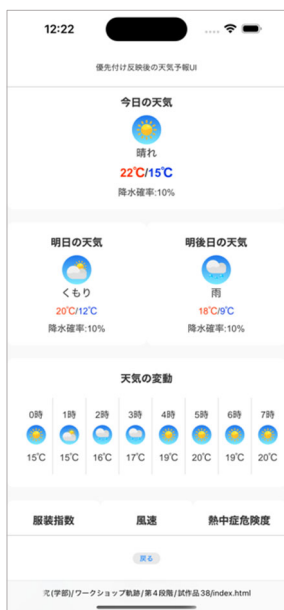 12:22
優先付け反映後の天気予報UI
今日の天気
晴れ
22℃/15℃
降水確率:10%
明日の天気 明後日の天気
くもり 雨
20℃/12℃ 18℃/9℃
降水確率:10% 降水確率:10%
天気の変動
0時 1時 2時 3時 4時 5時 6時 7時
15℃ 15℃ 16℃ 17℃ 19℃ 20℃ 19℃ 20℃
服装指数 風速 熱中症危険度
戻る
(学部)/ワークショップ軌跡/第4段階/試作品38/index.html